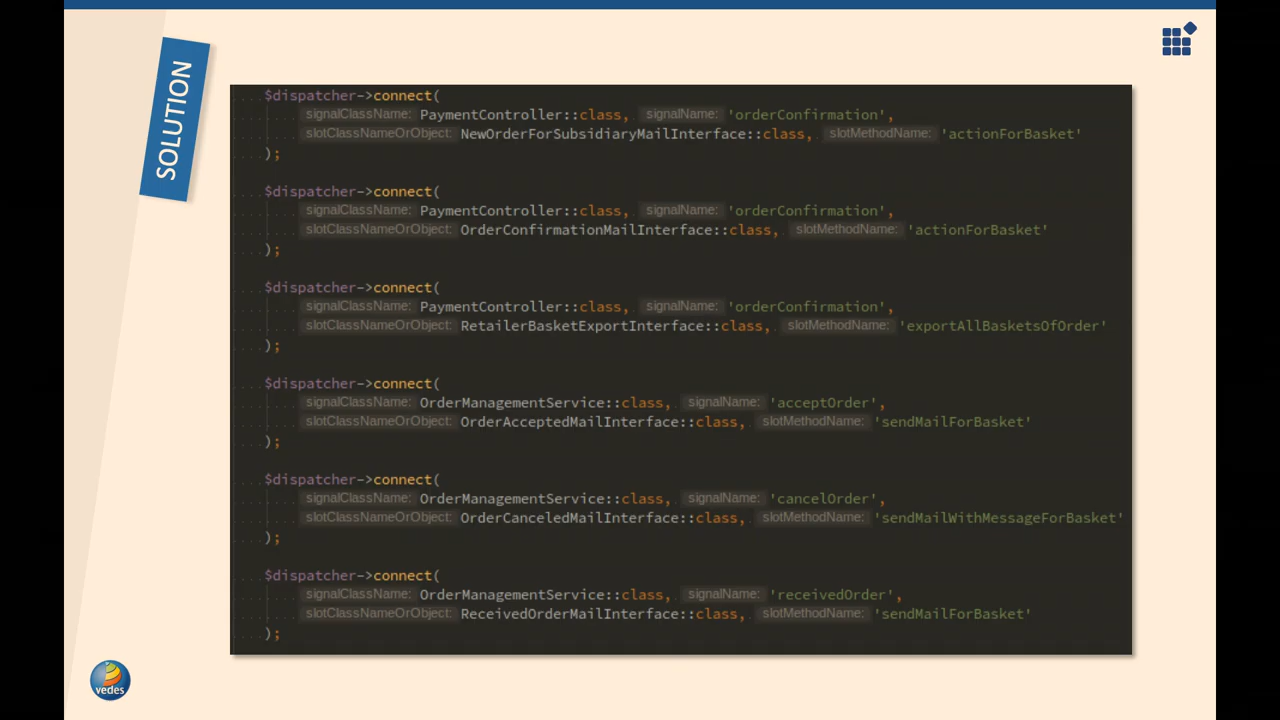 SOLUTION
$dispatcher->connect(
signalClassName: PaymentController::class, signalName: 'orderConfirmation',
slotClassNameOrObject: NewOrderForSubsidiaryMailInterface::class, slotMethodName: 'actionForBasket'
);
$dispatcher->connect(
signalClassName: PaymentController::class, signalName: 'orderConfirmation',
slotClassNameOrObject: OrderConfirmationMailInterface::class, slotMethodName: 'actionForBasket'
);
$dispatcher->connect(
signalClassName: PaymentController::class, signalName: 'orderConfirmation',
slotClassNameOrObject: RetailerBasketExportInterface::class, slotMethodName: 'exportAllBasketsOfOrder'
);
$dispatcher->connect(
signalClassName: OrderManagementService::class, signalName: 'acceptOrder',
slotClassNameOrObject: OrderAcceptedMailInterface::class, slotMethodName: 'sendMailForBasket'
);
$dispatcher->connect(
signalClassName: OrderManagementService::class, signalName: 'cancelOrder',
slotClassNameOrObject: OrderCanceledMailInterface::class, slotMethodName: 'sendMailWithMessageForBasket'
);
$dispatcher->connect(
signalClassName: OrderManagementService::class, signalName: 'receivedOrder',
slotClassNameOrObject: ReceivedOrderMailInterface::class, slotMethodName: 'sendMailForBasket'
);
vedes